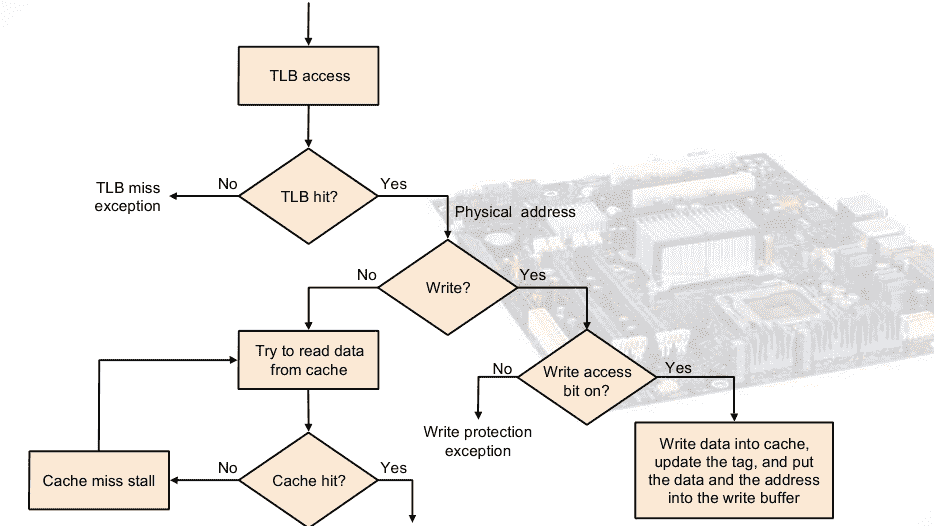 TLB access
TLB miss
exception
No
TLB hit?
Yes
Physical address
No
Write?
Yes
Try to read data
from cache
No
Write access
bit on?
Yes
Write protection
exception
Cache miss stall
No
Cache hit?
Yes
Write data into cache,
update the tag, and put
the data and the address
into the write buffer